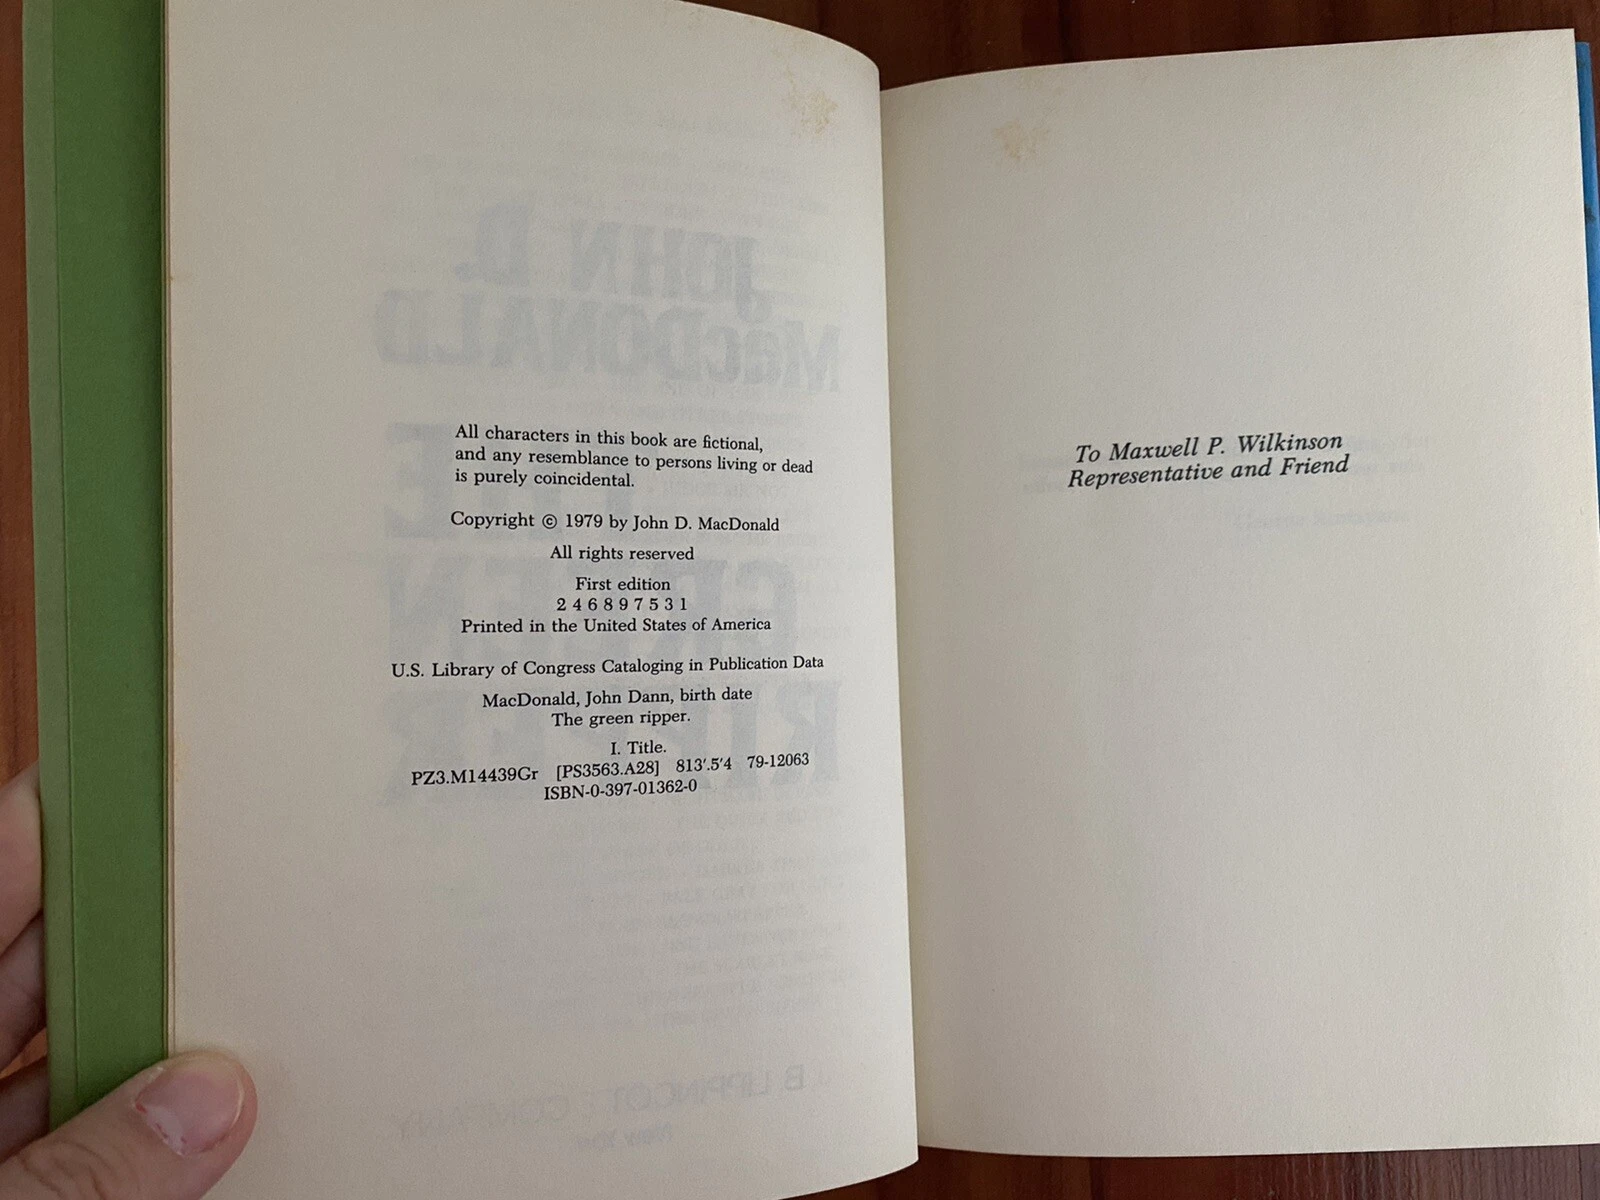 All characters in this book are fictional,
and any resemblance to persons living or dead
is purely coincidental.
Copyright © 1979 by John D. MacDonald
All rights reserved
First edition
2 4 6 8 9 7 5 3 1
Printed in the United States of America
U.S. Library of Congress Cataloging in Publication Data
MacDonald, John Dann, birth date
The green ripper.
I. Title.
PZ3.M14439Gr [PS3563.A28] 813'.5'4 79-12063
ISBN-0-397-01362-0
To Maxwell P. Wilkinson
Representative and Friend
JOHN D.
MacDONALD
GREEN
RIPPER